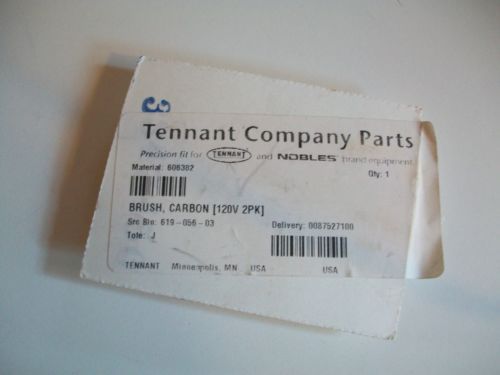 3
Tennant Company Parts
Precision fit for TENNANT and NOBLES brand equipment
Material: 606382 Qty: 1
BRUSH, CARBON [120V 2PK]
Src Bin: 619-056-03 Delivery: 0087527100
Tote: J
TENNANT Minneapolis, MN USA USA